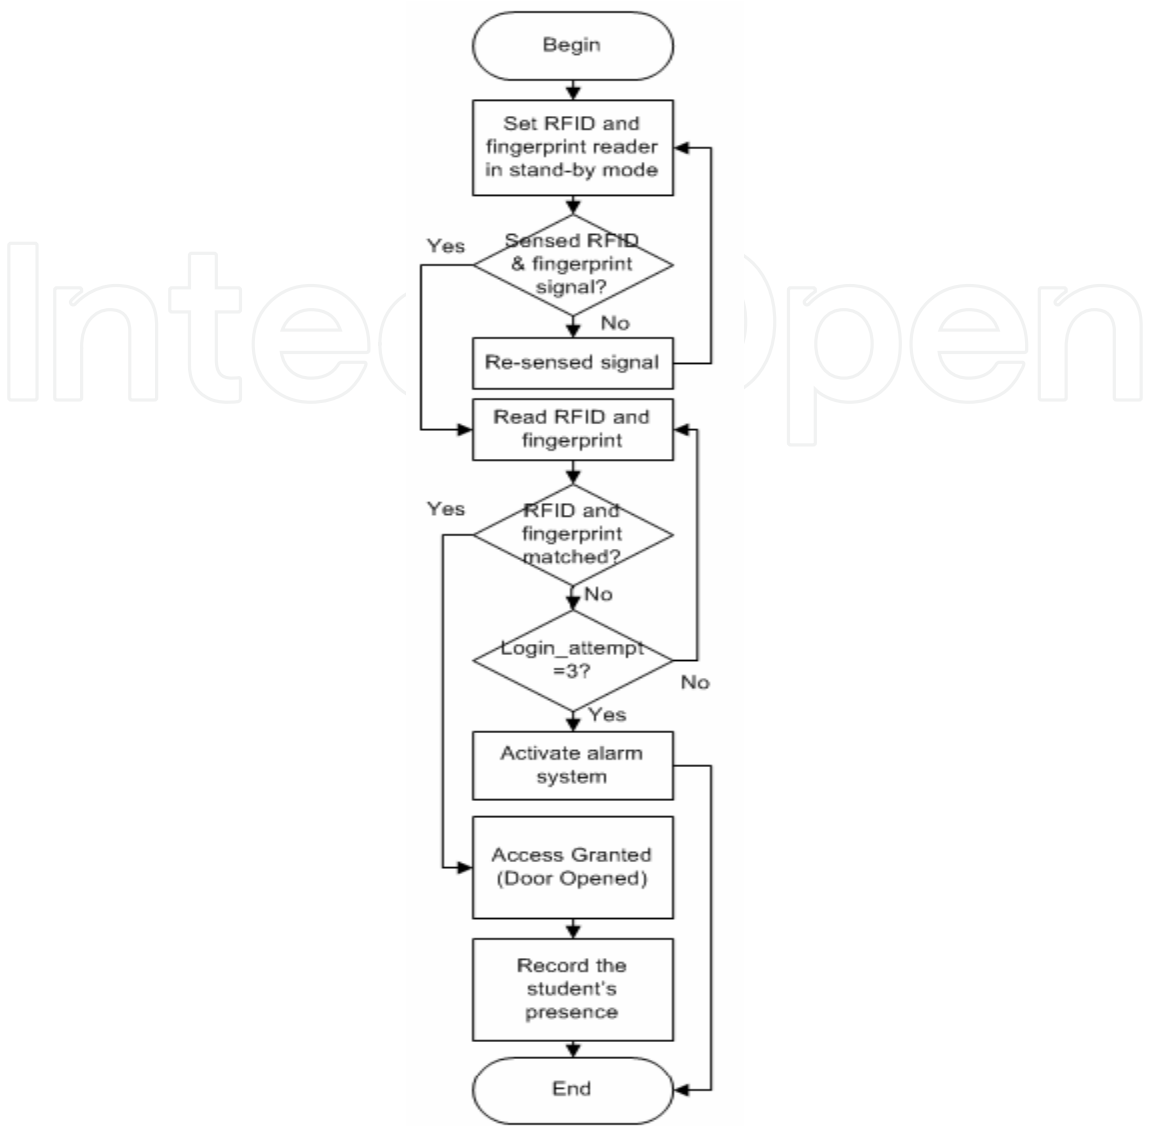 Begin
Set RFID and
fingerprint reader
in stand-by mode
Yes
Sensed RFID
& fingerprint
signal?
No
Re-sensed signal
Read RFID and
fingerprint
Yes
RFID and
fingerprint
matched?
No
Login_attempt
=3?
No
Yes
Activate alarm
system
Access Granted
(Door Opened)
Record the
student's
presence
End